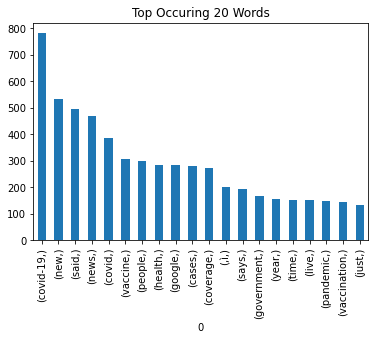 Top Occuring 20 Words
800
700
600
500
400
300
200
100
0
(covid-19,)
(new,)
(said,)
(news,)
(covid,)
(vaccine,)
(people,)
(health,)
(google,)
(cases,)
(coverage,)
(says,)
(government,)
(year,)
(time,)
(live,)
(pandemic,)
(vaccination,)
(just,)
0